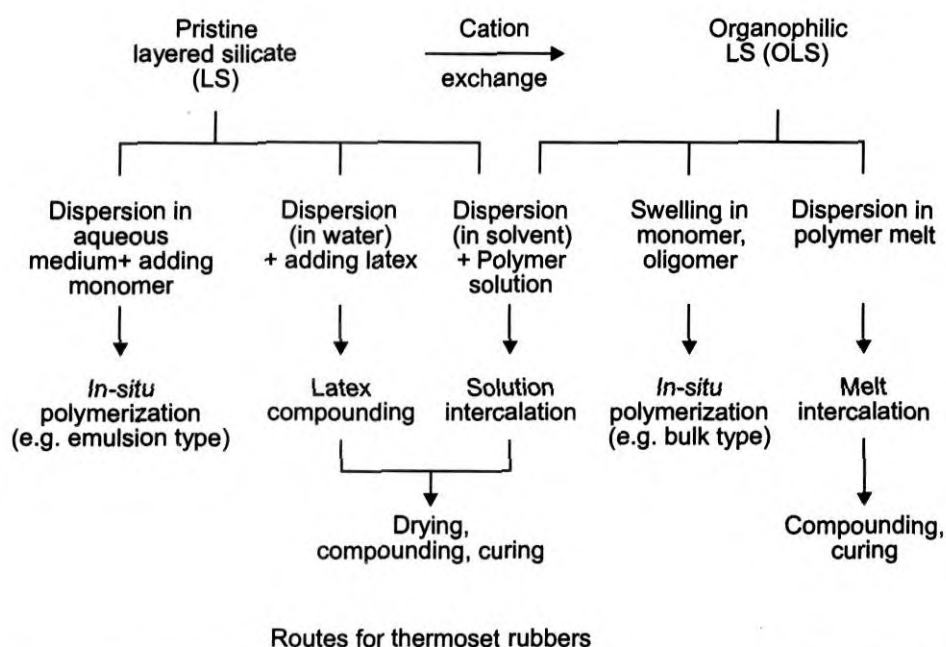 Pristine
layered silicate
(LS)
Cation
exchange
Organophilic
LS (OLS)
Dispersion in
aqueous
medium+ adding
monomer
Dispersion
(in water)
+ adding latex
Dispersion
(in solvent)
+ Polymer
solution
Swelling in
monomer,
oligomer
Dispersion in
polymer melt
In-situ
polymerization
(e.g. emulsion type)
Latex
compounding
Solution
intercalation
In-situ
polymerization
(e.g. bulk type)
Melt
intercalation
Drying,
compounding, curing
Compounding,
curing
Routes for thermoset rubbers